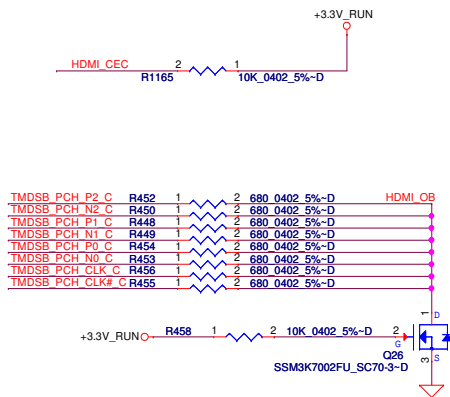 +3.3V_RUN
HDMI_CEC 2 1
R1165 10K_0402_5%~D
TMDSB_PCH_P2_C R452 1 2 680_0402_5%~D HDMI_OB
TMDSB_PCH_N2_C R450 1 2 680_0402_5%~D
TMDSB_PCH_P1_C R448 1 2 680_0402_5%~D
TMDSB_PCH_N1_C R449 1 2 680_0402_5%~D
TMDSB_PCH_P0_C R454 1 2 680_0402_5%~D
TMDSB_PCH_N0_C R453 1 2 680_0402_5%~D
TMDSB_PCH_CLK_C R456 1 2 680_0402_5%~D
TMDSB_PCH_CLK#_C R455 1 2 680_0402_5%~D
1 D
+3.3V_RUN R458 1 2 10K_0402_5%~D 2
G
Q26 3 S
SSM3K7002FU_SC70-3~D